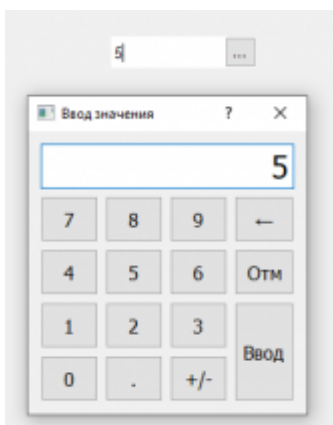 5 ...
Ввод значения ? ×
5
7 8 9 ←
4 5 6 Отм
1 2 3
Ввод
0 . +/-